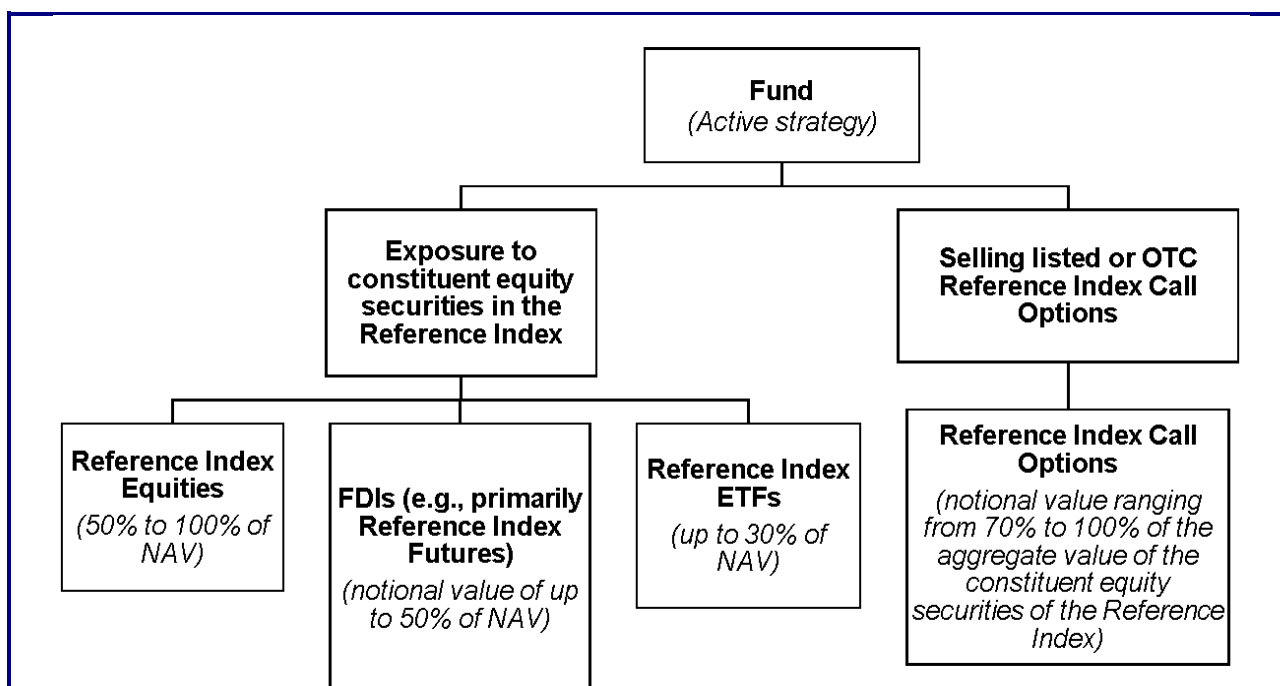 Fund
(Active strategy)
Exposure to
constituent equity
securities in the
Reference Index
Selling listed or OTC
Reference Index Call
Options
Reference Index
Equities
(50% to 100% of
NAV)
FDIs (e.g., primarily
Reference Index
Futures)
(notional value of up
to 50% of NAV)
Reference Index
ETFs
(up to 30% of
NAV)
Reference Index Call
Options
(notional value ranging
from 70% to 100% of the
aggregate value of the
constituent equity
securities of the Reference
Index)